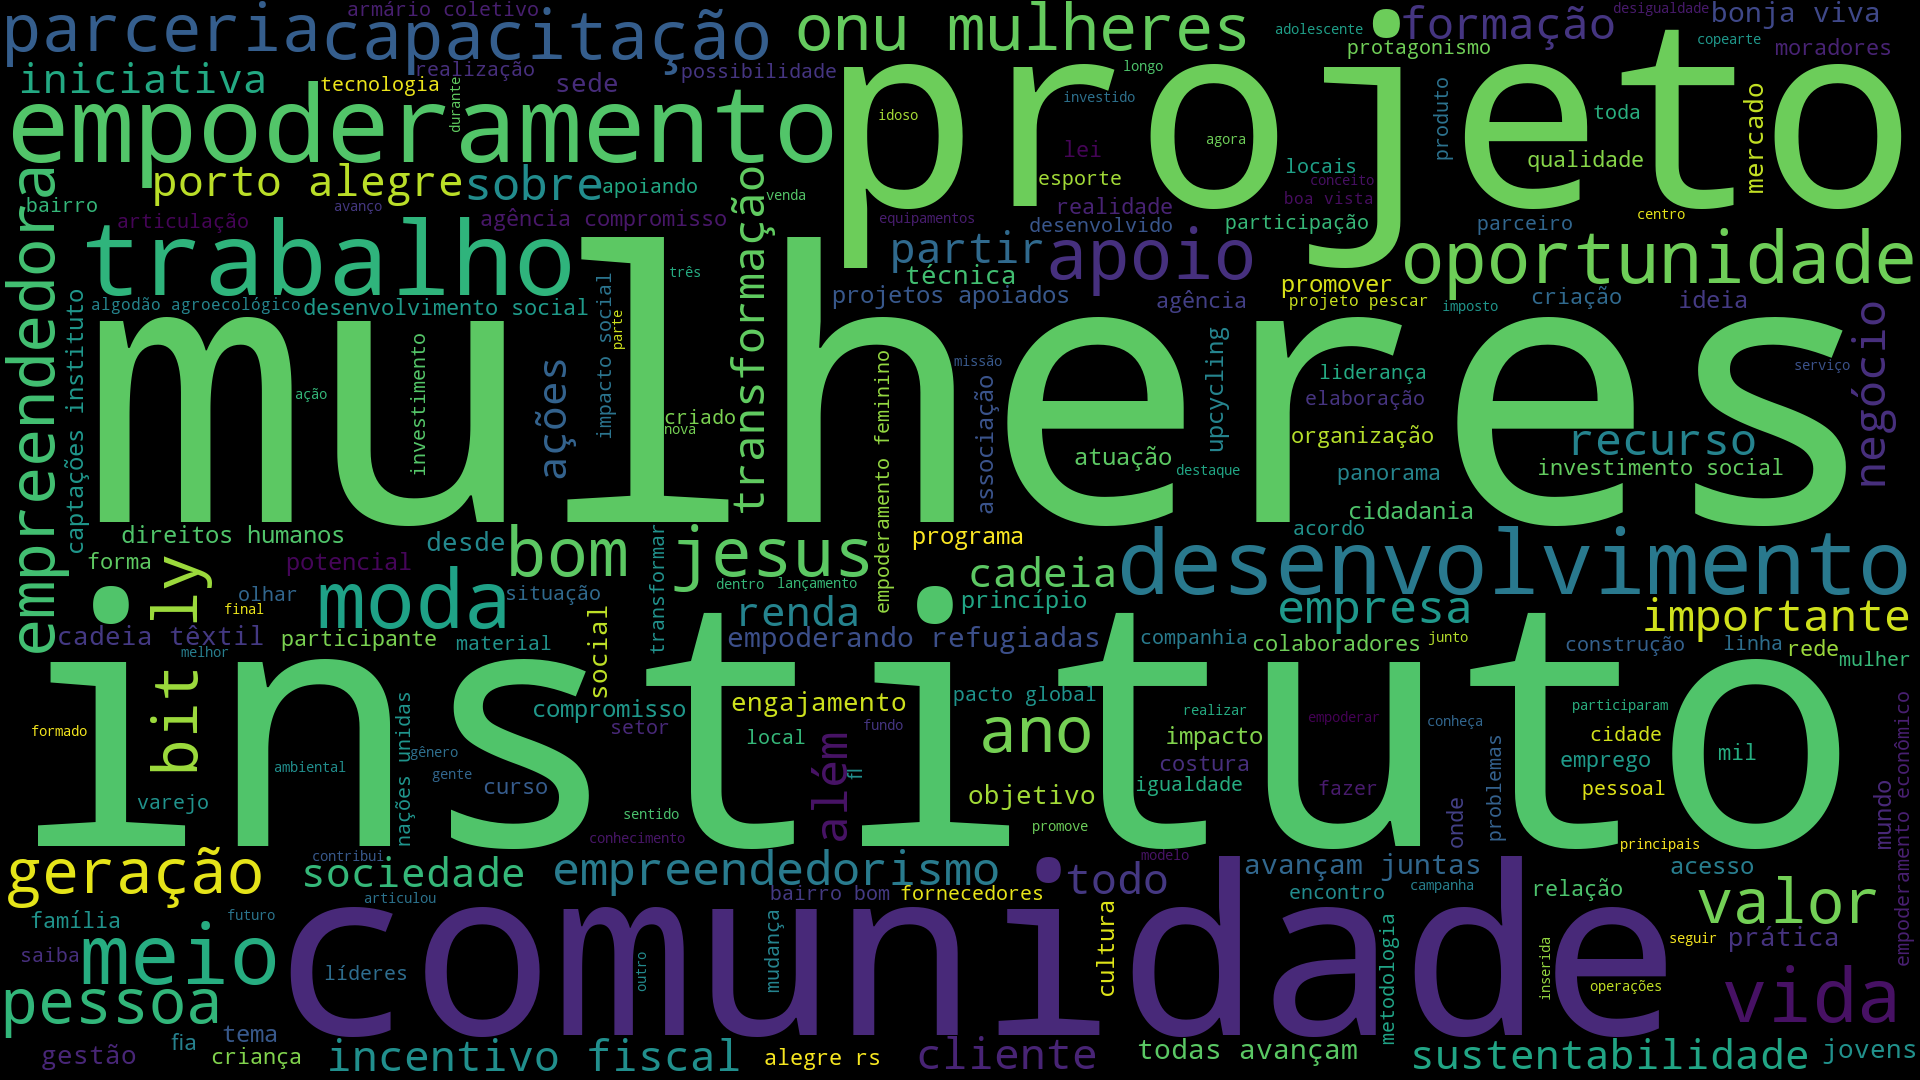 armário coletivo
desigualdade
parceria
capacitação
onu mulheres
formação
bonja viva
adolescente
copearte
protagonismo
moradores
iniciativa
realização
tecnologia
sede
possibilidade
longo
durante
investido
produto
mercado
toda
empoderamento
projeto
idoso
agora
lei
locais
qualidade
porto alegre
sobre
apoiando
esporte
conceito
venda
boa vista
bairro
avanço
realidade
articulação
agência compromisso
equipamentos
desenvolvido
participação
parceiro
centro
empreendedora
trabalho
transformação
partir
apoio
oportunidade
três
técnica
promover
algodão agroecológico
desenvolvimento social
projetos apoiados
agência
projeto pescar
imposto
criação
ideia
captações instituto
impacto social
parte
investimento
ações
mulheres
missão
upcycling
liderança
serviço
negócio
ação
criado
nova
empoderamento feminino
associação
elaboração
organização
recurso
atuação
destaque
panorama
investimento social
cidadania
direitos humanos
desde
bom jesus
programa
acordo
desenvolvimento
forma
potencial
bit ly
moda
situação
transformar
dentro
lançamento
cadeia
princípio
olhar
final
renda
empresa
importante
cadeia têxtil
participante
material
social
empoderando refugiadas
companhia
colaboradores
junto
construção
linha
rede
mulher
melhor
instituto
nações unidas
compromisso
engajamento
pacto global
realizar
empoderar
conheça
participaram
formado
setor
local
além
fundo
ano
impacto
cidade
gênero
gente
ambiental
fl
costura
emprego
mil
varejo
curso
objetivo
igualdade
fazer
problemas
pessoal
sentido
conhecimento
promove
onde
mundo
empoderamento econômico
principais
geração
contribui
sociedade
empreendedorismo
todo
modelo
avançam juntas
acesso
articulou
bairro bom
fornecedores
encontro
campanha
relação
valor
família
futuro
comunidade
cultura
mudança
metodologia
inserida
seguir
prática
saiba
meio
líderes
outro
operações
pessoa
vida
fia
tema
gestão
criança
incentivo fiscal
alegre rs
cliente
todas avançam
sustentabilidade
jovens